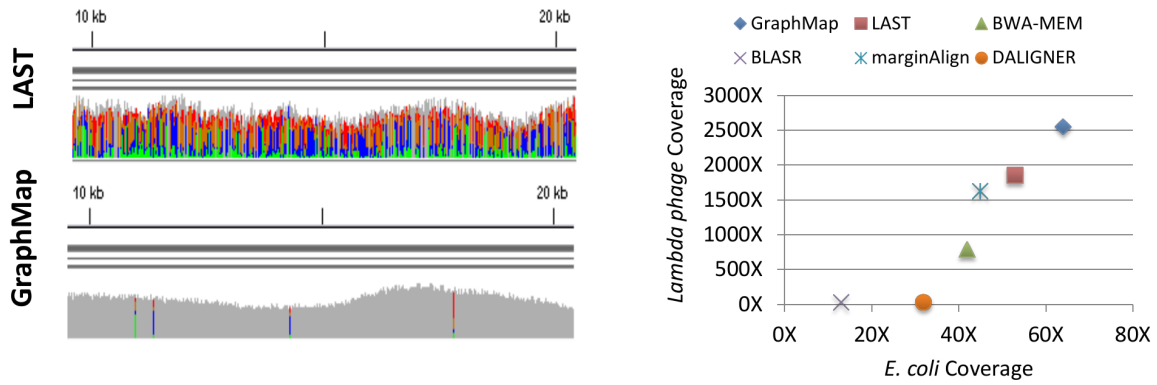 LAST
10 kb 20 kb
GraphMap
10 kb 20 kb
GraphMap LAST BWA-MEM
BLASR marginAlign DALIGNER
Lambda phage Coverage
3000X
2500X
2000X
1500X
1000X
500X
0X
0X 20X 40X 60X 80X
E. coli Coverage